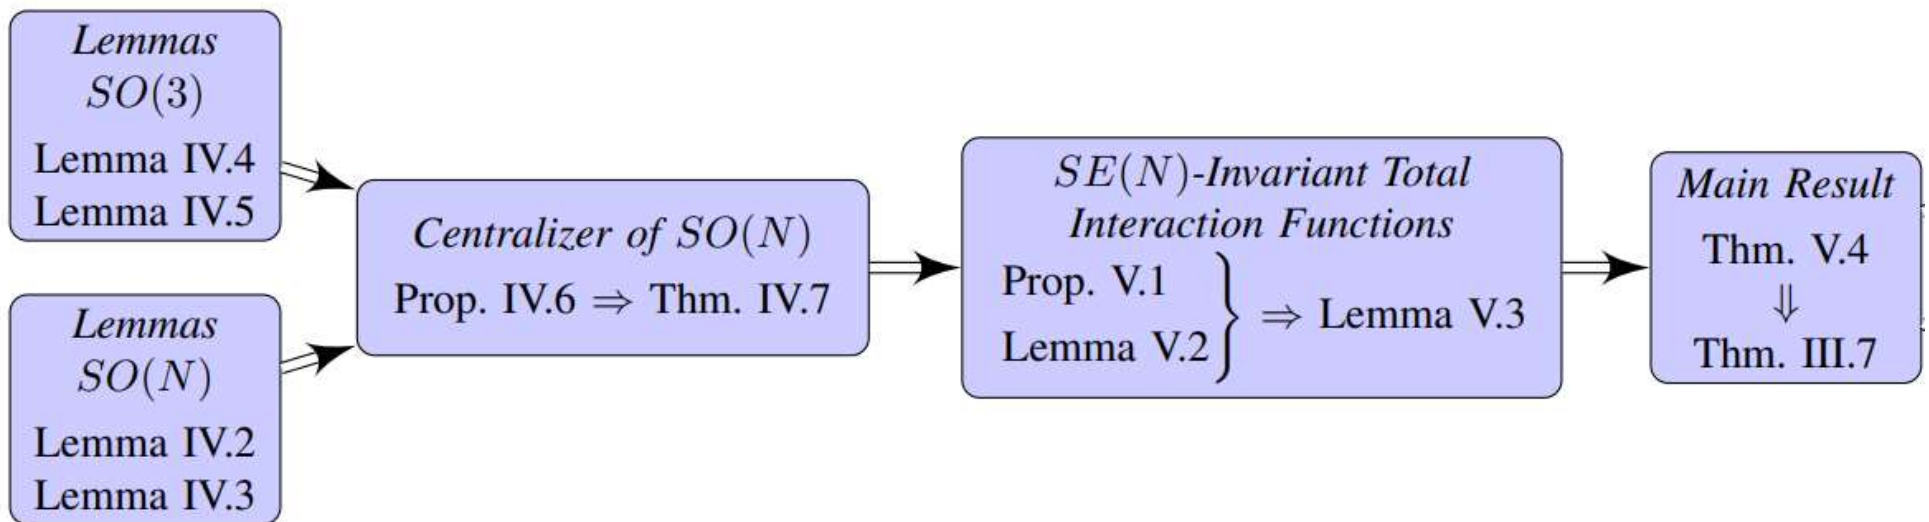 Lemmas
SO(3)
Lemma IV.4
Lemma IV.5
Lemmas
SO(N)
Lemma IV.2
Lemma IV.3
Centralizer of SO(N)
Prop. IV.6 ⇒ Thm. IV.7
SE(N)-Invariant Total
Interaction Functions
Prop. V.1
Lemma V.2
⇒ Lemma V.3
Main Result
Thm. V.4
⇓
Thm. III.7